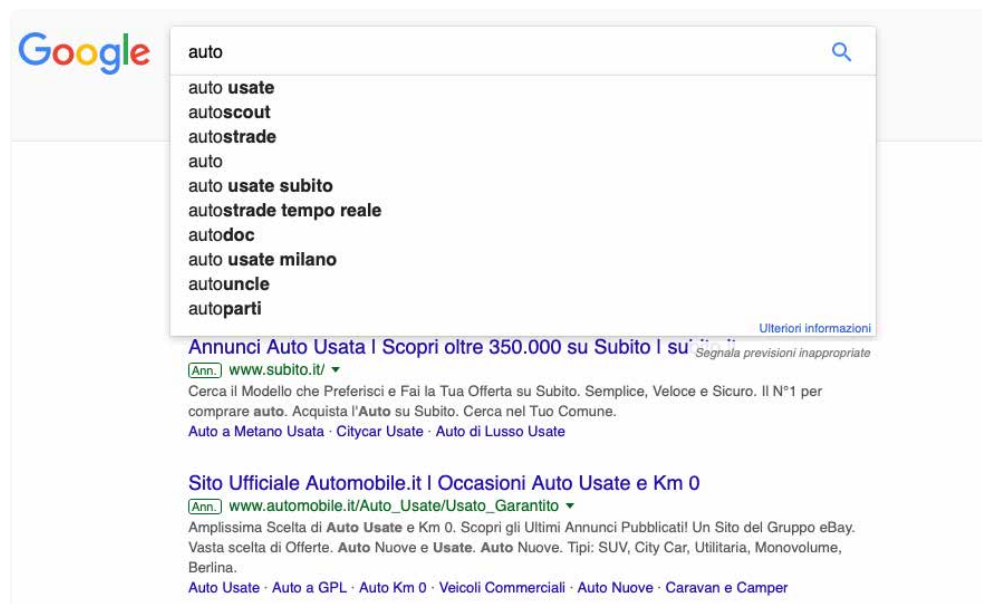 Google
auto
auto usate
autoscout
autostrade
auto
auto usate subito
autostrade tempo reale
autodoc
auto usate milano
autouncle
autoparti
Ulteriori informazioni
Segnala previsioni inappropriate
Annunci Auto Usata | Scopri oltre 350.000 su Subito |
Ann. www.subito.it/
Cerca il Modello che Preferisci e Fai la Tua Offerta su Subito. Semplice, Veloce e Sicuro. Il N°1 per
comprare auto. Acquista l'Auto su Subito. Cerca nel Tuo Comune.
Auto a Metano Usata · Citycar Usate · Auto di Lusso Usate
Sito Ufficiale Automobile.it | Occasioni Auto Usate e Km 0
Ann. www.automobile.it/Auto_Usate/Usato_Garantito
Amplissima Scelta di Auto Usate e Km 0. Scopri gli Ultimi Annunci Pubblicati! Un Sito del Gruppo eBay.
Vasta scelta di Offerte. Auto Nuove e Usate. Auto Nuove. Tipi: SUV, City Car, Utilitaria, Monovolume,
Berlina.
Auto Usate · Auto a GPL · Auto Km 0 · Veicoli Commerciali · Auto Nuove · Caravan e Camper